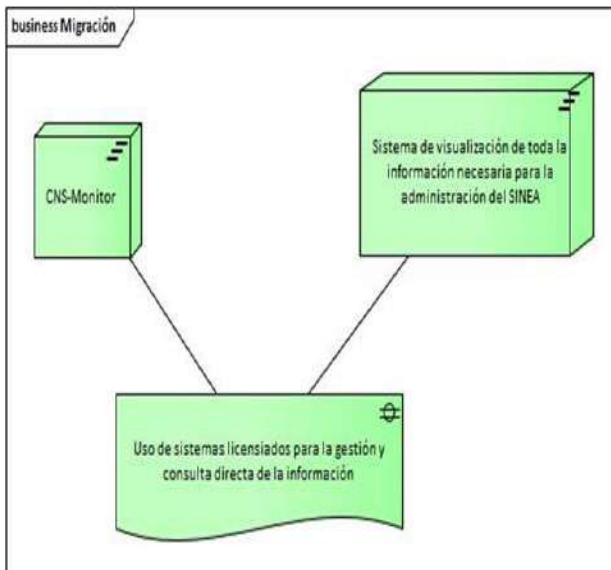 business Migración
CNS-Monitor
Sistema de visualización de toda la
información necesaria para la
administración del SINEA
Uso de sistemas licensiados para la gestión y
consulta directa de la información